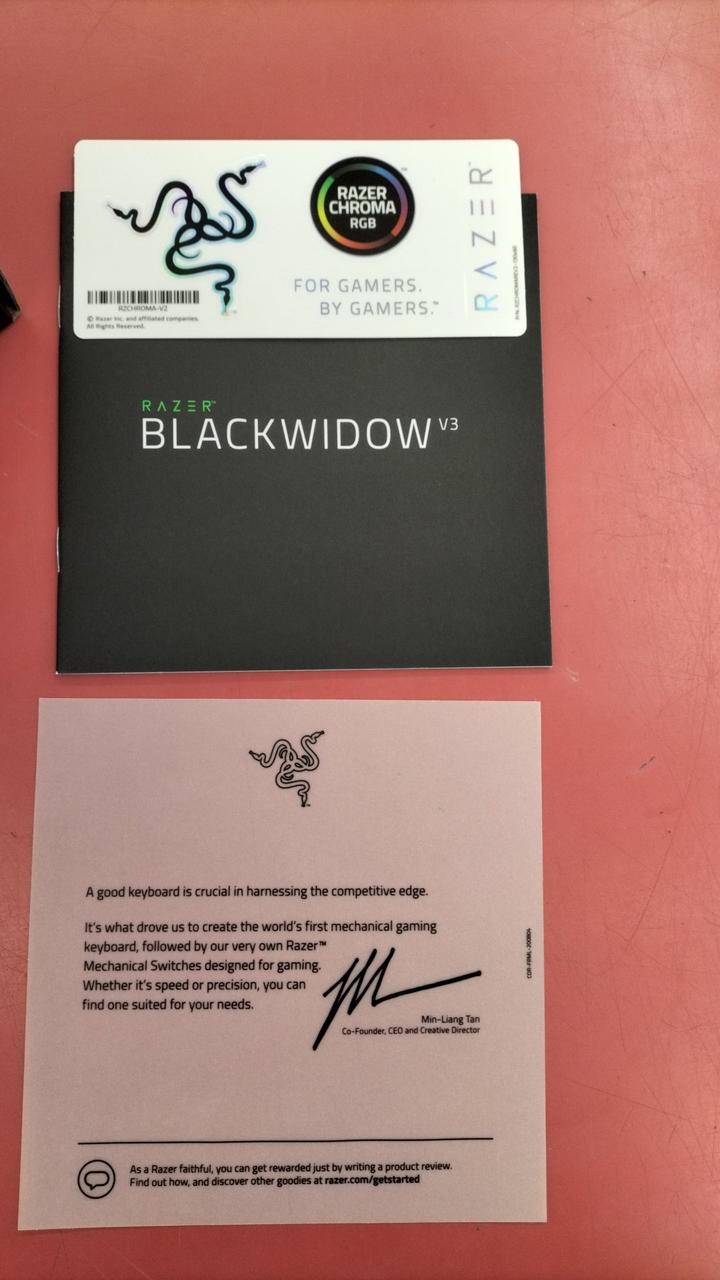 RAZER
CHROMA
RGB
FOR GAMERS.
BY GAMERS.™
RAZER™
RZCHROMA-V2
© Razer Inc. and affiliated companies.
All Rights Reserved.
RAZER™
BLACKWIDOW V3
A good keyboard is crucial in harnessing the competitive edge.
It's what drove us to create the world's first mechanical gaming
keyboard, followed by our very own Razer™
Mechanical Switches designed for gaming.
Whether it's speed or precision, you can
find one suited for your needs.
Min-Liang Tan
Co-Founder, CEO and Creative Director
COR-FRML-200804
As a Razer faithful, you can get rewarded just by writing a product review.
Find out how, and discover other goodies at razer.com/getstarted